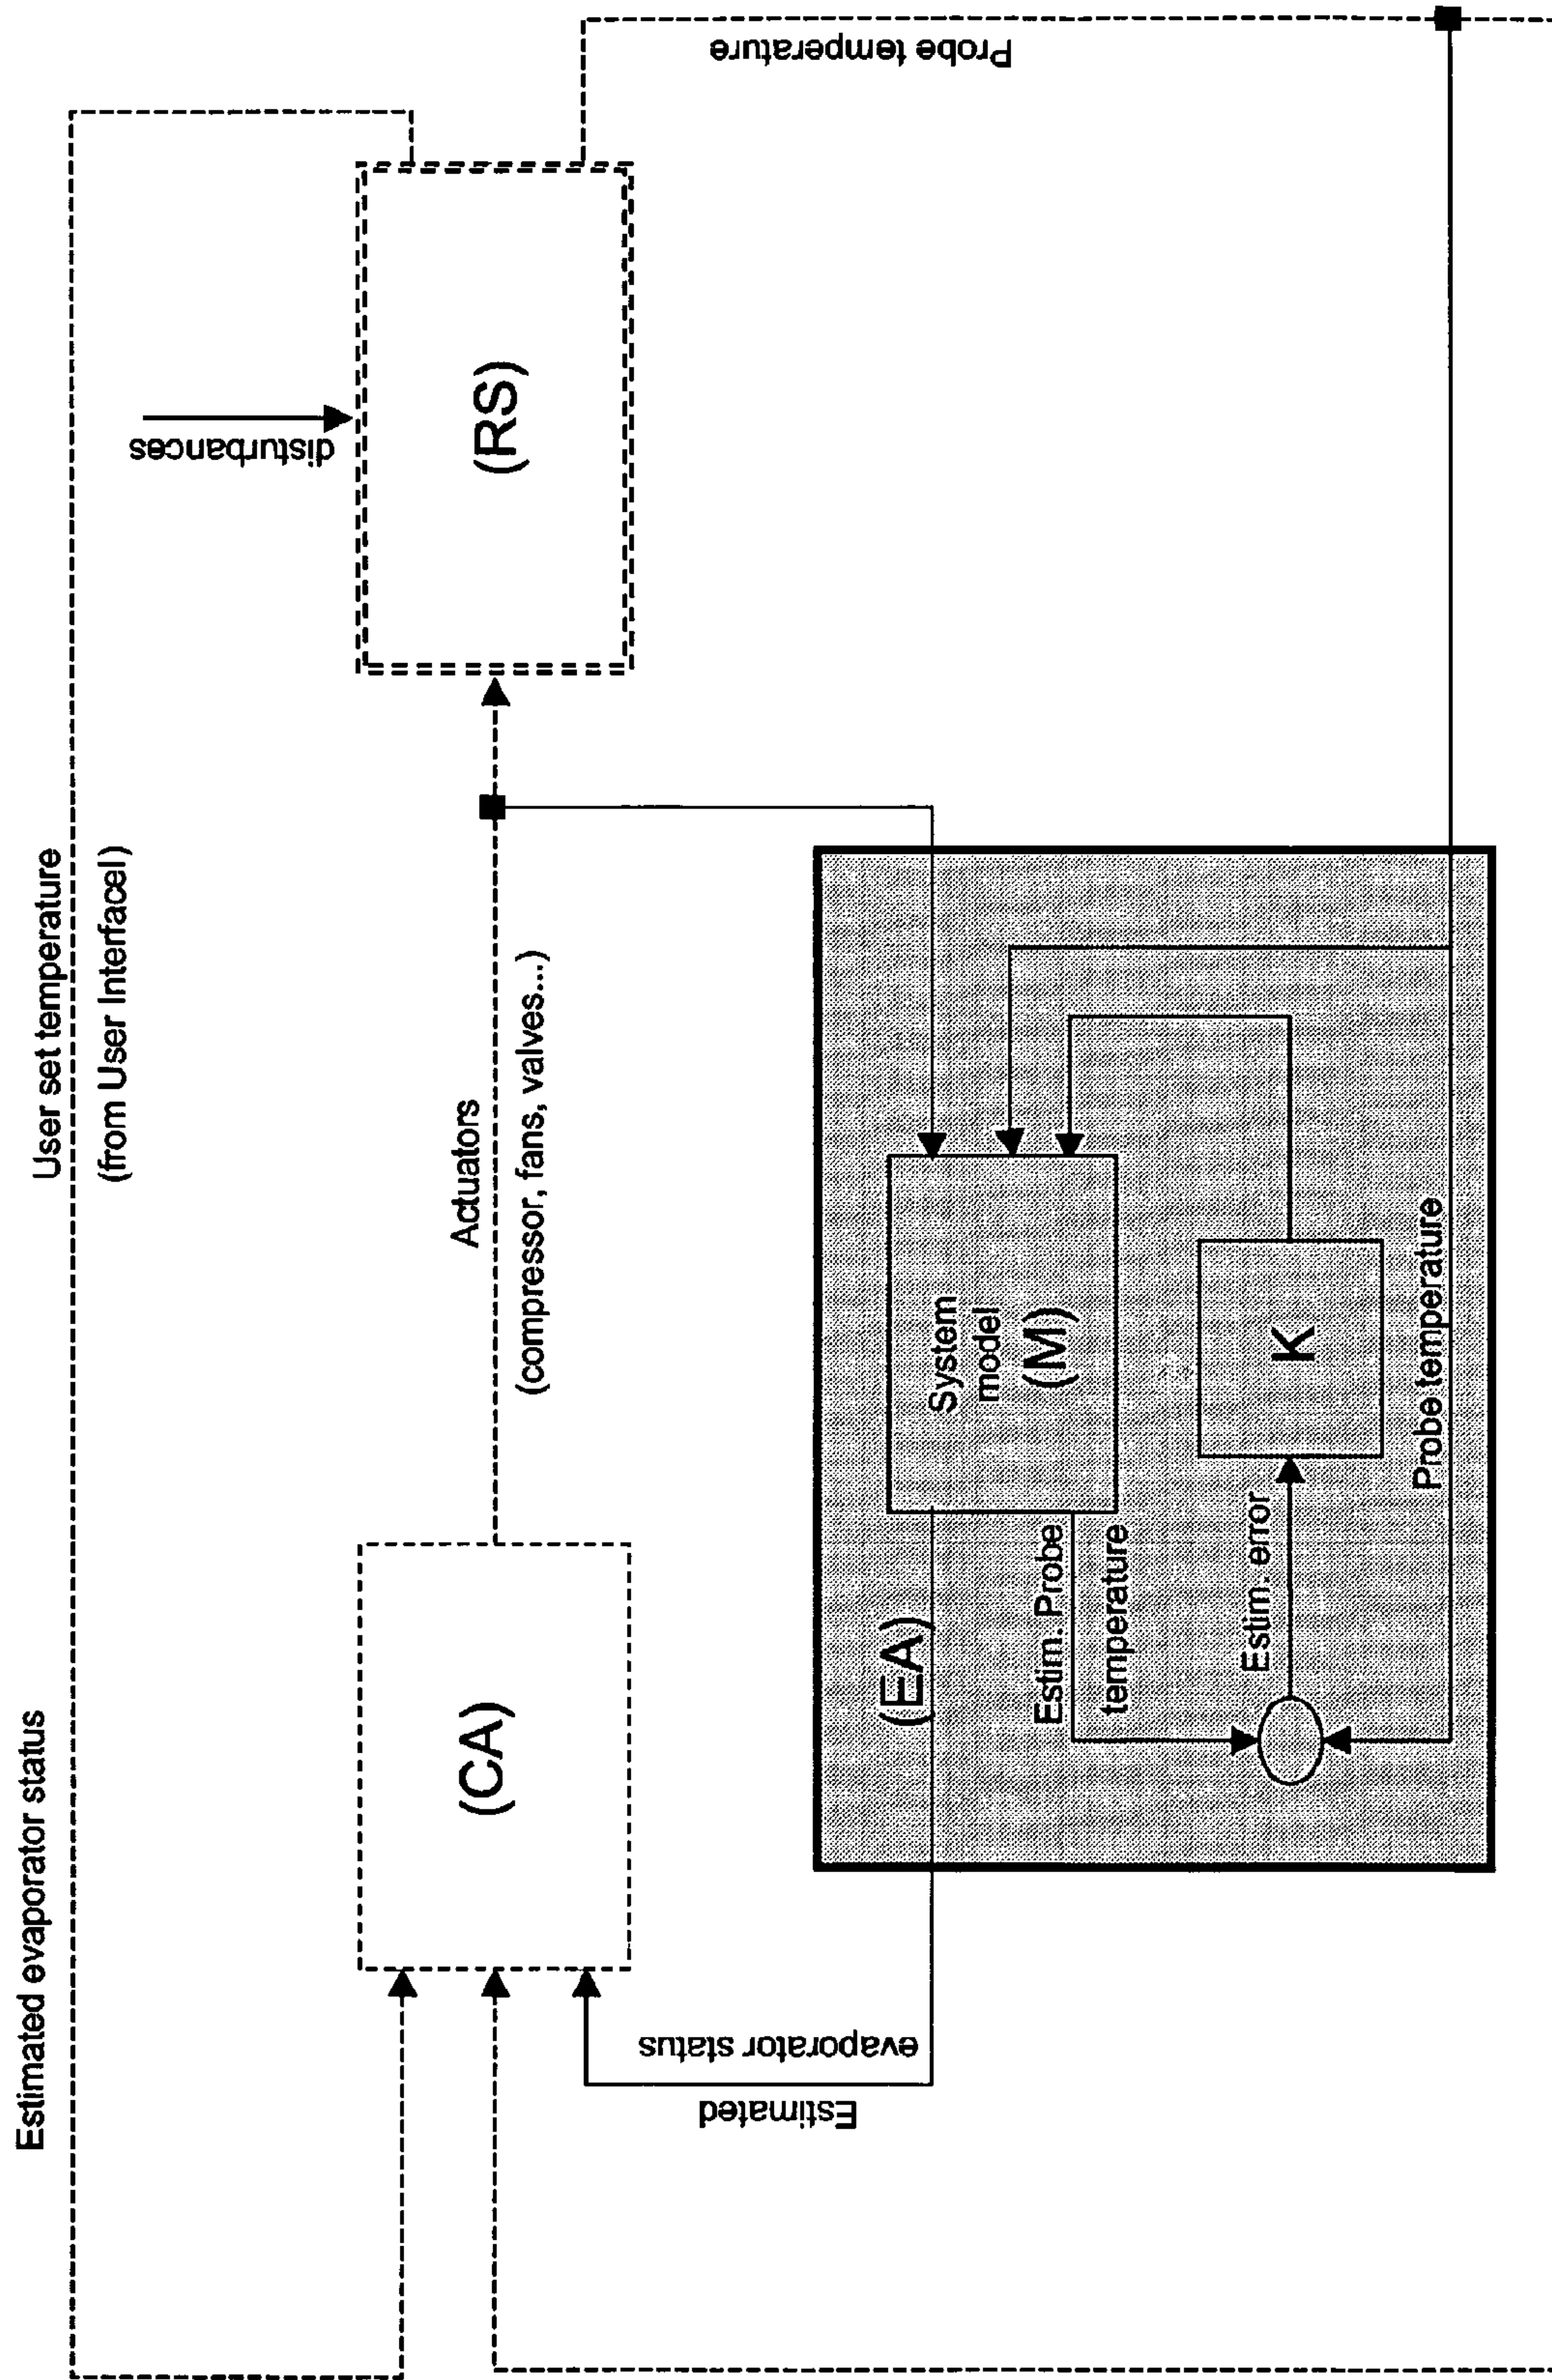 Estimated evaporator status
User set temperature
(from User Interfacel)
disturbances
Probe temperature
(CA)
Actuators
(compressor, fans, valves...)
(RS)
Estimated
evaporator status
(EA)
System
model
(M)
Estim. Probe
temperature
Estim. error
K
Probe temperature